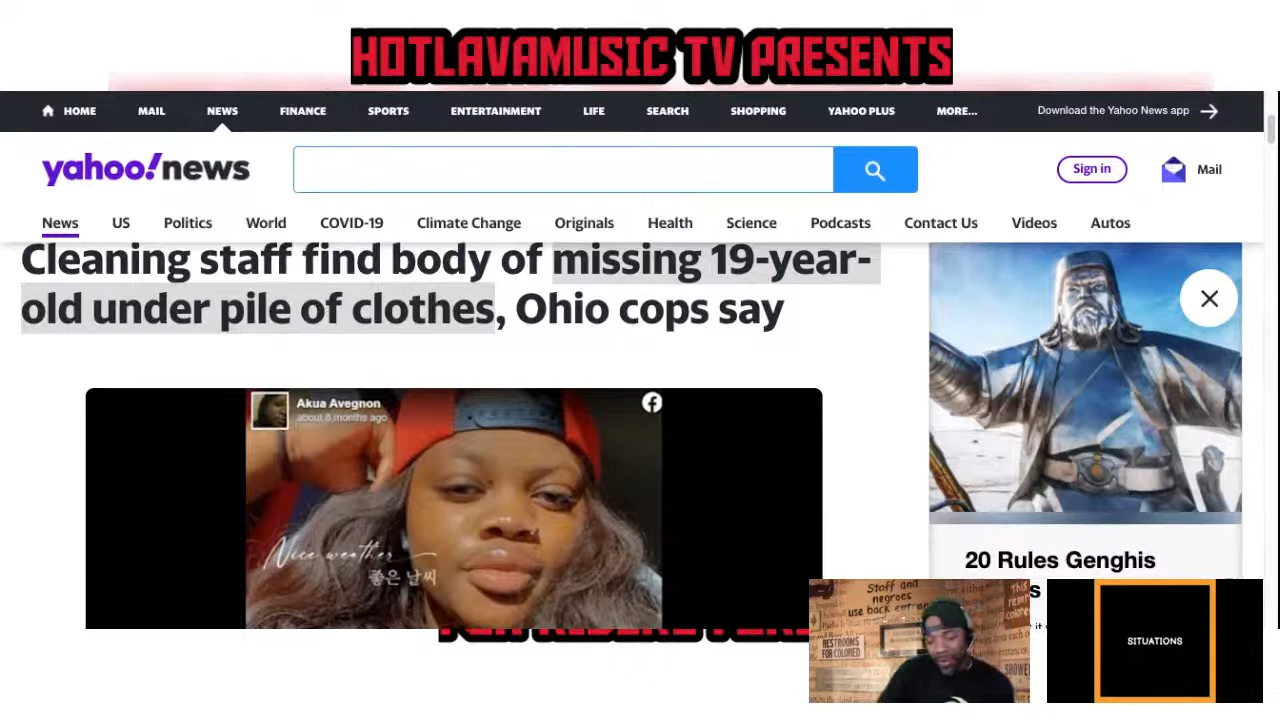 HOTLAVAMUSIC TV PRESENTS
HOME MAIL NEWS FINANCE SPORTS ENTERTAINMENT LIFE SEARCH SHOPPING YAHOO PLUS MORE... Download the Yahoo News app
yahoo!news Sign in Mail
News US Politics World COVID-19 Climate Change Originals Health Science Podcasts Contact Us Videos Autos
Cleaning staff find body of missing 19-year-
old under pile of clothes, Ohio cops say
Akua Avegnon
about 8 months ago
Nice weather
좋은 날씨
20 Rules Genghis
Staff and
negroes
use back
RESTROOMS
FOR COLORED
SITUATIONS